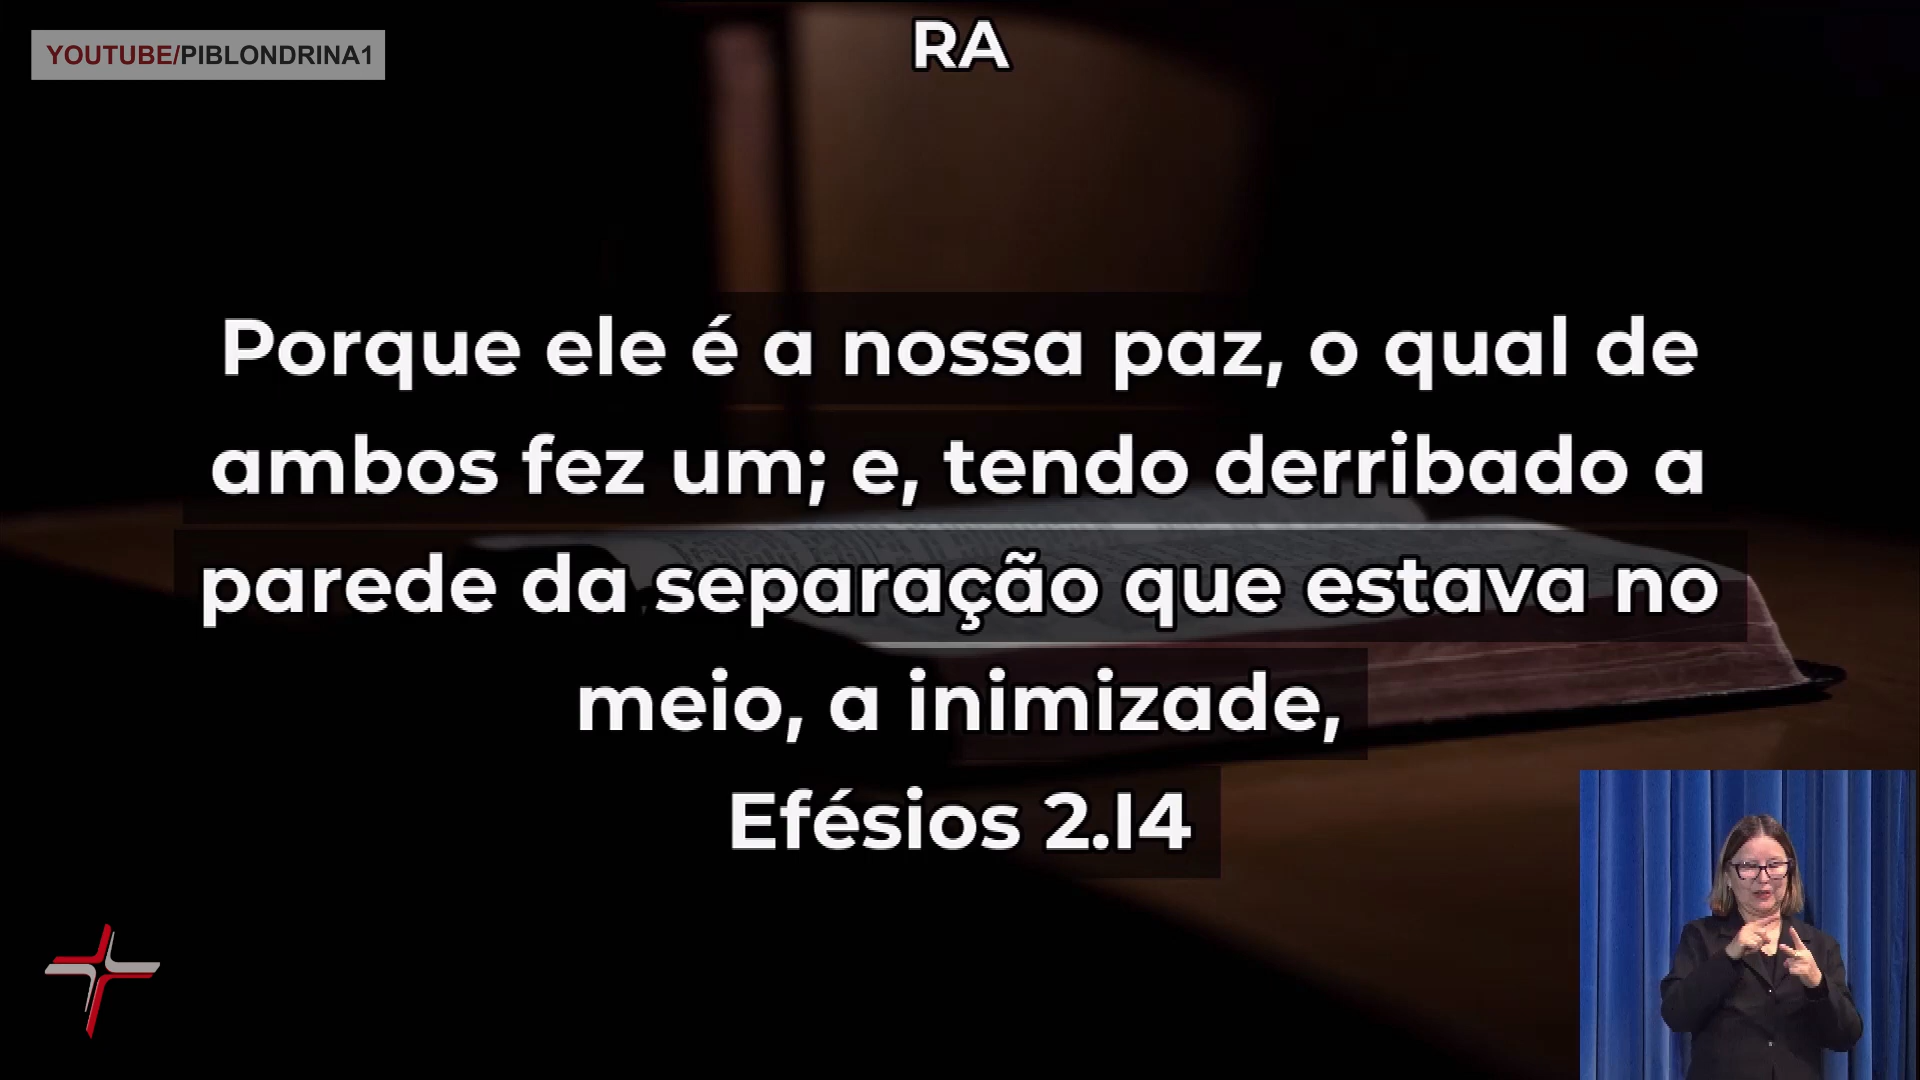 YOUTUBE/PIBLONDRINA1
RA
Porque ele é a nossa paz, o qual de
ambos fez um; e, tendo derribado a
parede da separação que estava no
meio, a inimizade,
Efésios 2.14